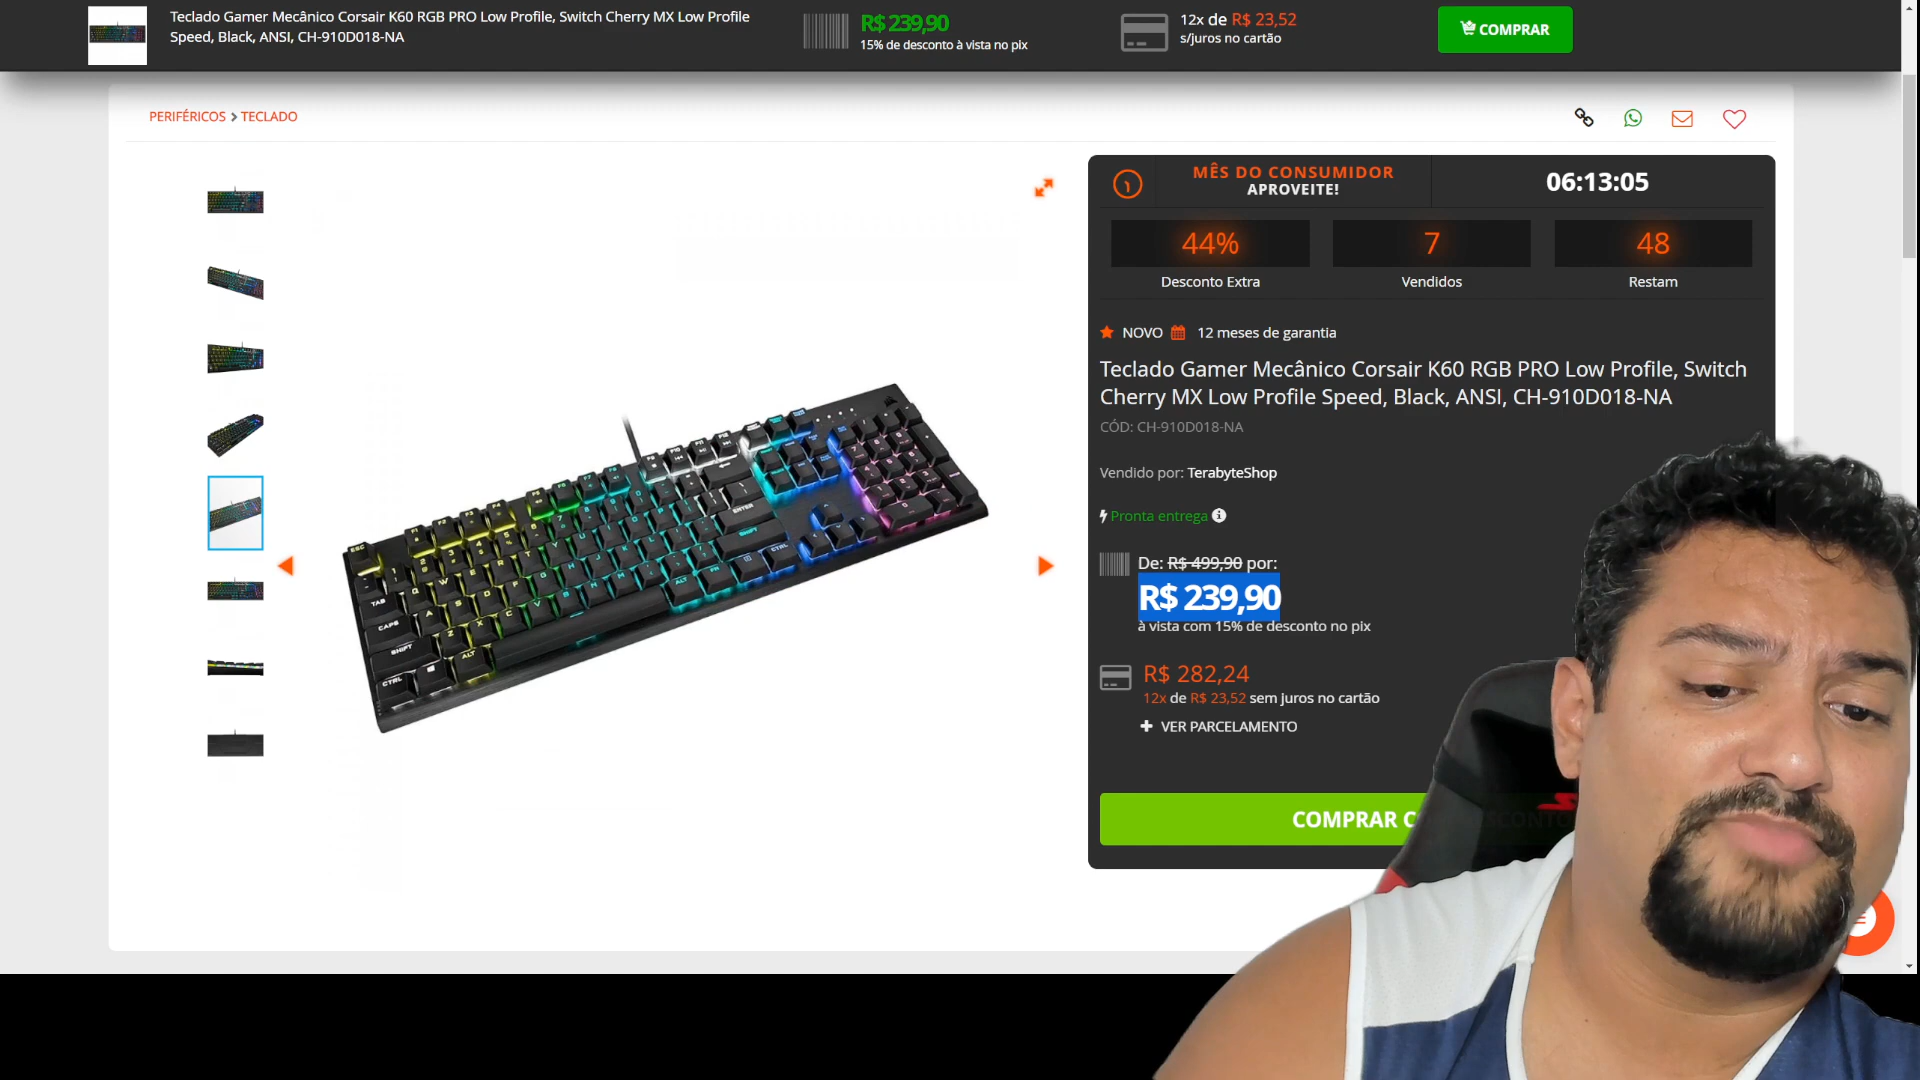 Teclado Gamer Mecânico Corsair K60 RGB PRO Low Profile, Switch Cherry MX Low Profile
Speed, Black, ANSI, CH-910D018-NA
R$ 239,90
15% de desconto à vista no pix
12x de R$ 23,52
s/juros no cartão
COMPRAR
PERIFÉRICOS > TECLADO
MÊS DO CONSUMIDOR
APROVEITE!
06:13:05
44%
7
48
Desconto Extra
Vendidos
Restam
NOVO
12 meses de garantia
Teclado Gamer Mecânico Corsair K60 RGB PRO Low Profile, Switch
Cherry MX Low Profile Speed, Black, ANSI, CH-910D018-NA
CÓD: CH-910D018-NA
Vendido por: TerabyteShop
Pronta entrega
De: R$ 499,90 por:
R$ 239,90
à vista com 15% de desconto no pix
R$ 282,24
12x de R$ 23,52 sem juros no cartão
+ VER PARCELAMENTO
COMPRAR